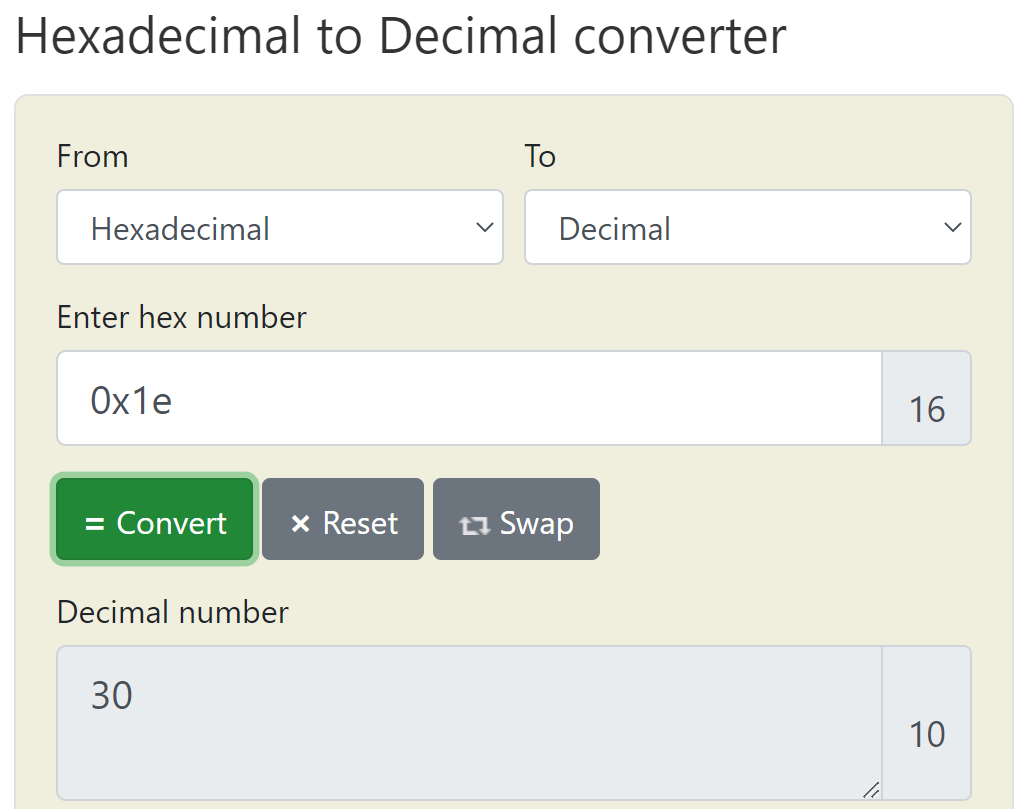 Hexadecimal to Decimal converter
From To
Hexadecimal Decimal
Enter hex number
0x1e 16
= Convert × Reset Swap
Decimal number
30
10